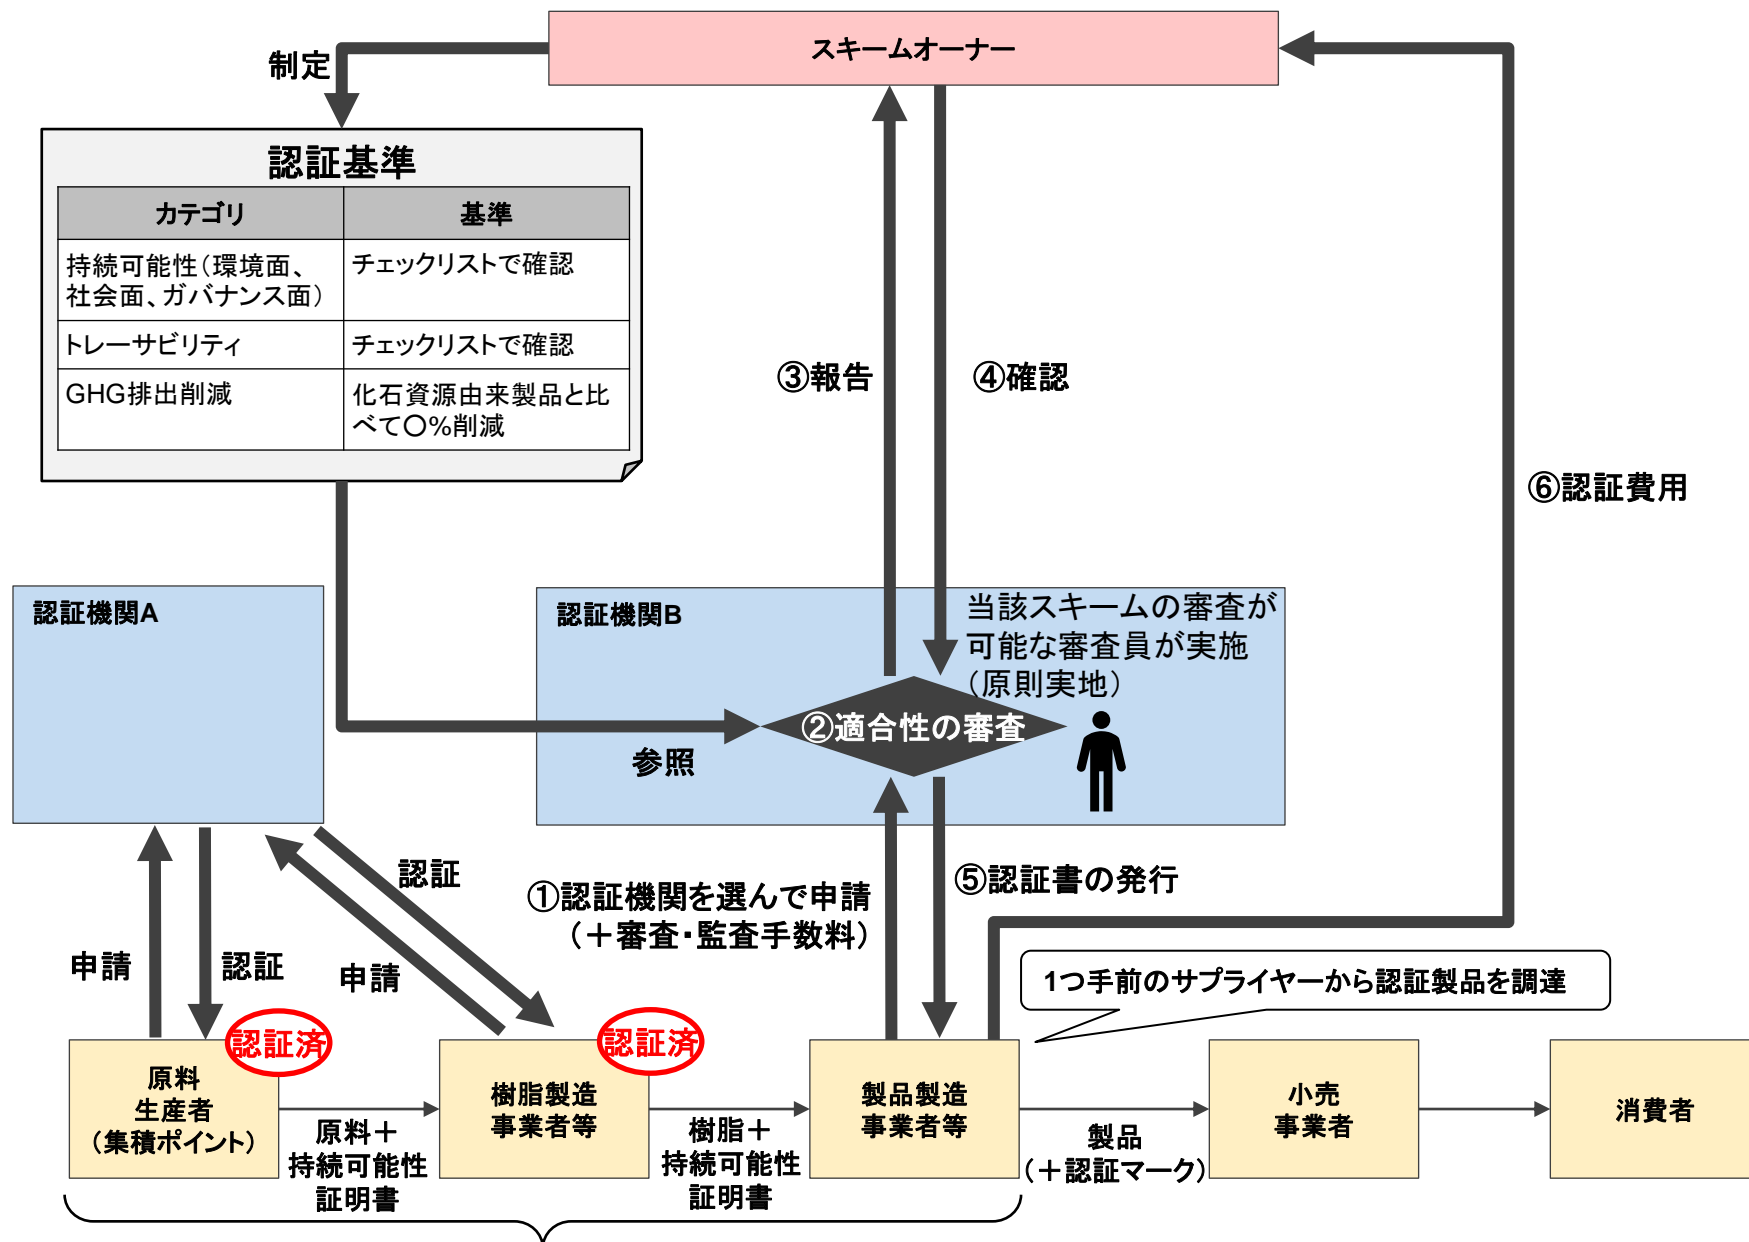 スキームオーナー
制定
認証基準
カテゴリ
基準
持続可能性（環境面、
社会面、ガバナンス面）
チェックリストで確認
トレーサビリティ
チェックリストで確認
GHG排出削減
化石資源由来製品と比
べて〇%削減
③報告
④確認
⑥認証費用
認証機関A
認証機関B
当該スキームの審査が
可能な審査員が実施
（原則実地）
②適合性の審査
参照
申請
認証
申請
認証
①認証機関を選んで申請
（＋審査・監査手数料）
⑤認証書の発行
1つ手前のサプライヤーから認証製品を調達
認証済
認証済
原料
生産者
（集積ポイント）
原料＋
持続可能性
証明書
樹脂製造
事業者等
樹脂＋
持続可能性
証明書
製品製造
事業者等
製品
（＋認証マーク）
小売
事業者
消費者